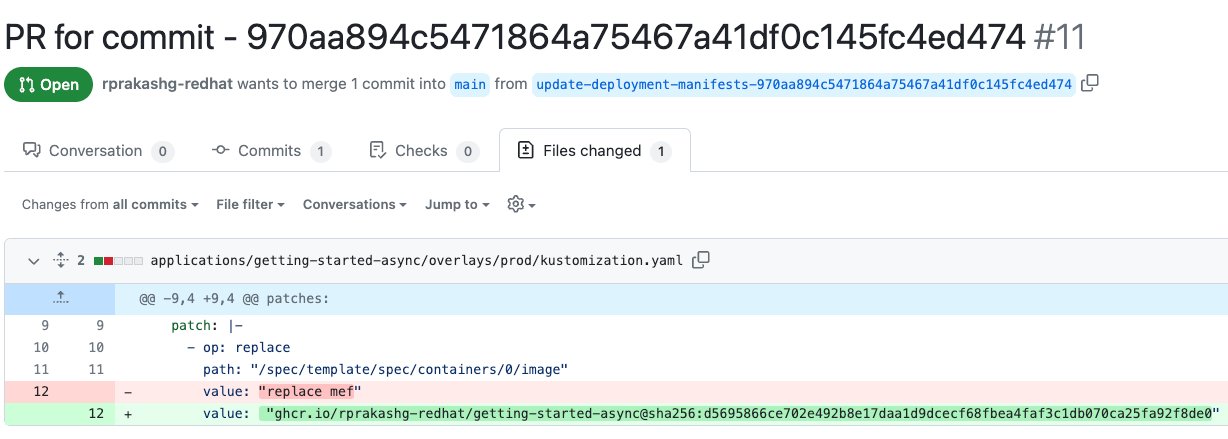 PR for commit - 970aa894c5471864a75467a41df0c145fc4ed474 #11
Open rprakashg-redhat wants to merge 1 commit into main from update-deployment-manifests-970aa894c5471864a75467a41df0c145fc4ed474
Conversation 0 Commits 1 Checks 0 Files changed 1
Changes from all commits File filter Conversations Jump to
2 applications/getting-started-async/overlays/prod/kustomization.yaml
@@ -9,4 +9,4 @@ patches:
9 9 patch: |-
10 10 - op: replace
11 11 path: "/spec/template/spec/containers/0/image"
12 - value: "replace mef"
12 + value: "ghcr.io/rprakashg-redhat/getting-started-async@sha256:d5695866ce702e492b8e17daa1d9dcecf68fbea4faf3c1db070ca25fa92f8de0"